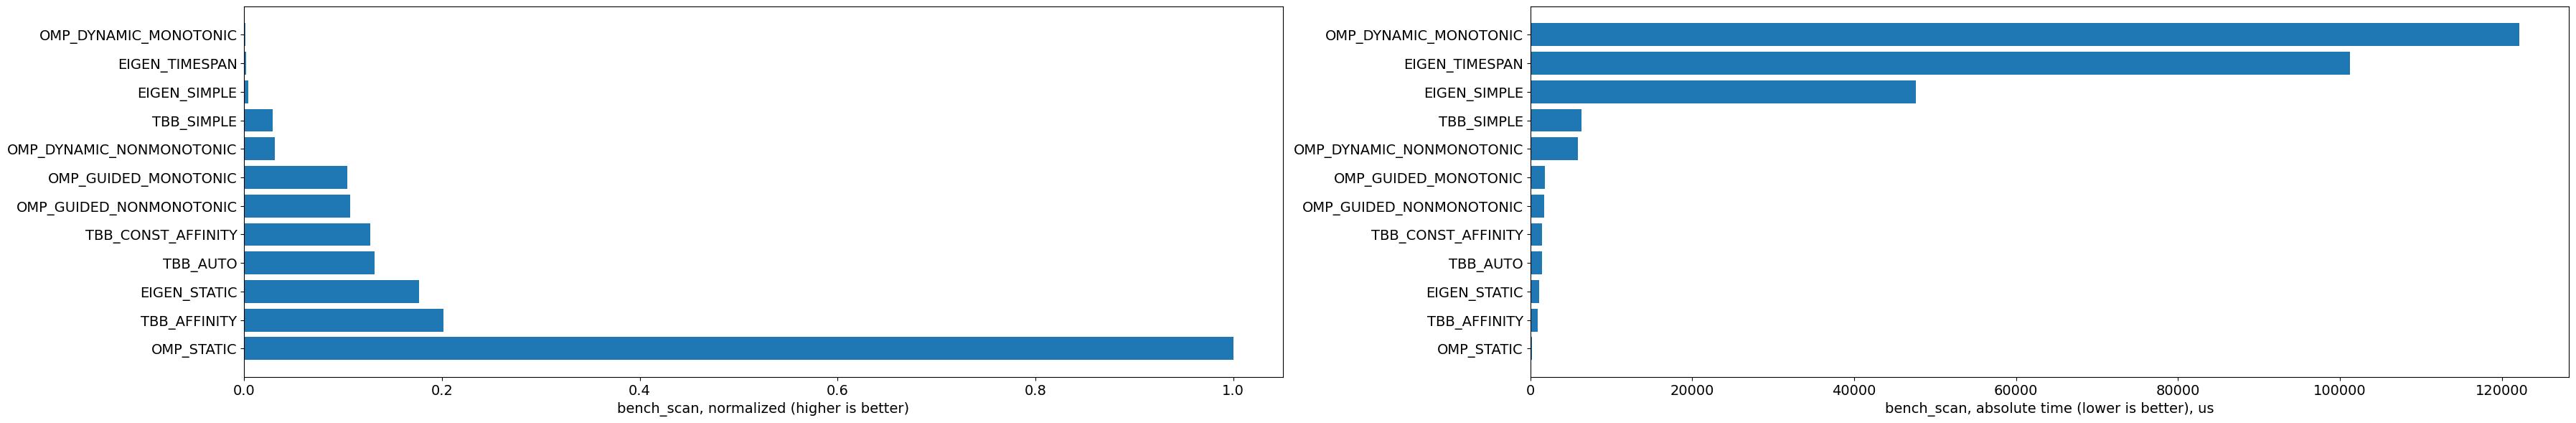 OMP_DYNAMIC_MONOTONIC
EIGEN_TIMESPAN
EIGEN_SIMPLE
TBB_SIMPLE
OMP_DYNAMIC_NONMONOTONIC
OMP_GUIDED_MONOTONIC
OMP_GUIDED_NONMONOTONIC
TBB_CONST_AFFINITY
TBB_AUTO
EIGEN_STATIC
TBB_AFFINITY
OMP_STATIC
0.0 0.2 0.4 0.6 0.8 1.0
bench_scan, normalized (higher is better)
OMP_DYNAMIC_MONOTONIC
EIGEN_TIMESPAN
EIGEN_SIMPLE
TBB_SIMPLE
OMP_DYNAMIC_NONMONOTONIC
OMP_GUIDED_MONOTONIC
OMP_GUIDED_NONMONOTONIC
TBB_CONST_AFFINITY
TBB_AUTO
EIGEN_STATIC
TBB_AFFINITY
OMP_STATIC
0 20000 40000 60000 80000 100000 120000
bench_scan, absolute time (lower is better), us